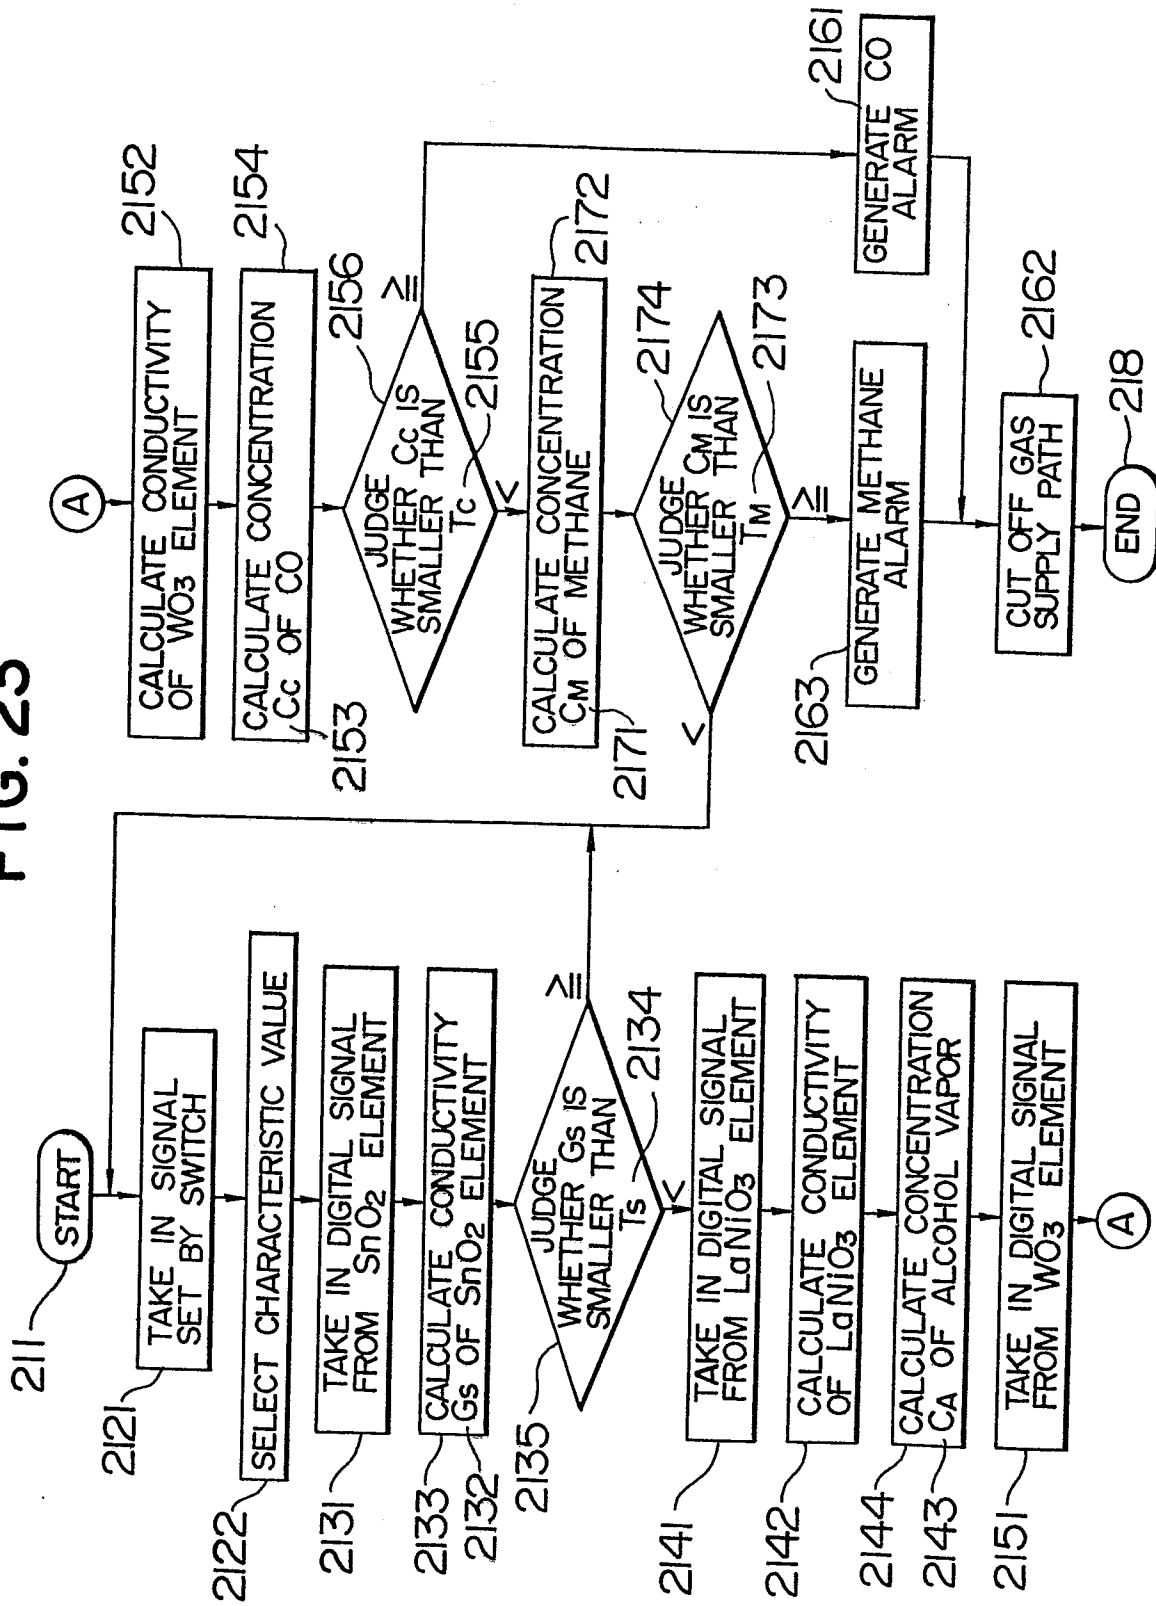 FIG. 23
211
START
2121
TAKE IN SIGNAL
SET BY SWITCH
2122
SELECT CHARACTERISTIC VALUE
2131
TAKE IN DIGITAL SIGNAL
FROM SnO2 ELEMENT
2133
CALCULATE CONDUCTIVITY
Gs OF SnO2 ELEMENT
2132
2135
JUDGE
WHETHER Gs IS
SMALLER THAN
Ts
2134
≧
<
2141
TAKE IN DIGITAL SIGNAL
FROM LaNiO3 ELEMENT
2142
CALCULATE CONDUCTIVITY
OF LaNiO3 ELEMENT
2144
CALCULATE CONCENTRATION
CA OF ALCOHOL VAPOR
2143
2151
TAKE IN DIGITAL SIGNAL
FROM WO3 ELEMENT
A
A
CALCULATE CONDUCTIVITY
OF WO3 ELEMENT
2152
CALCULATE CONCENTRATION
Cc OF CO
2154
2153
JUDGE
WHETHER Cc IS
SMALLER THAN
Tc
2156
2155
≧
<
CALCULATE CONCENTRATION
CM OF METHANE
2172
2171
JUDGE
WHETHER CM IS
SMALLER THAN
TM
2174
2173
<
≧
2163
GENERATE METHANE
ALARM
GENERATE CO
ALARM
2161
CUT OFF GAS
SUPPLY PATH
2162
END
218